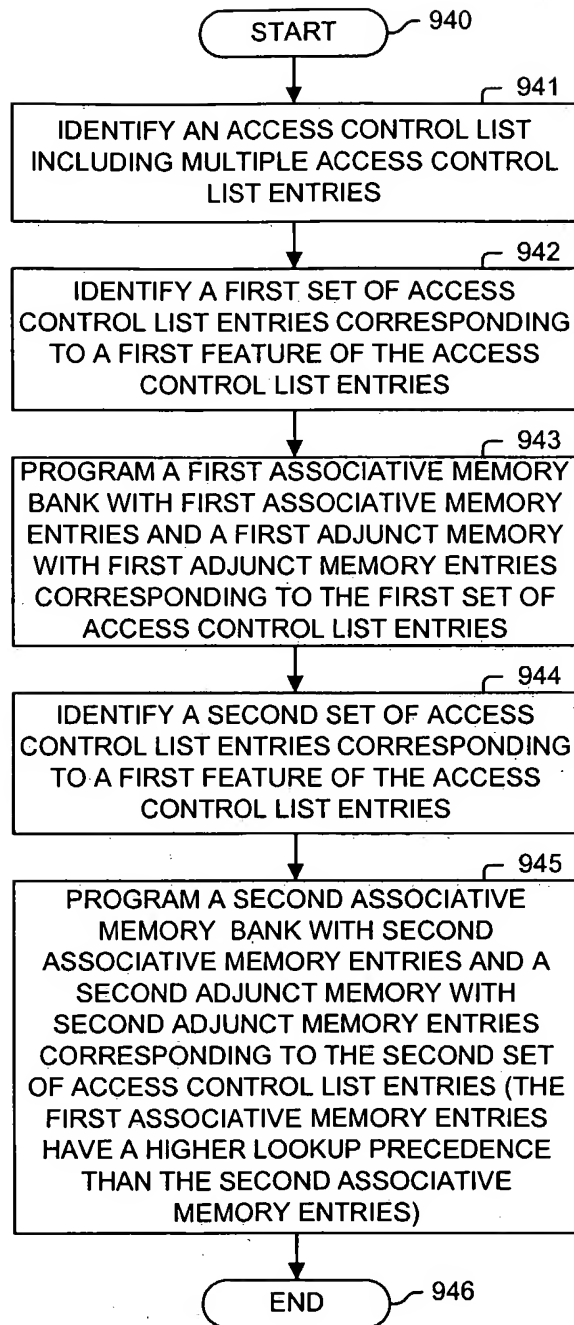 START
940
941
IDENTIFY AN ACCESS CONTROL LIST
INCLUDING MULTIPLE ACCESS CONTROL
LIST ENTRIES
942
IDENTIFY A FIRST SET OF ACCESS
CONTROL LIST ENTRIES CORRESPONDING
TO A FIRST FEATURE OF THE ACCESS
CONTROL LIST ENTRIES
943
PROGRAM A FIRST ASSOCIATIVE MEMORY
BANK WITH FIRST ASSOCIATIVE MEMORY
ENTRIES AND A FIRST ADJUNCT MEMORY
WITH FIRST ADJUNCT MEMORY ENTRIES
CORRESPONDING TO THE FIRST SET OF
ACCESS CONTROL LIST ENTRIES
944
IDENTIFY A SECOND SET OF ACCESS
CONTROL LIST ENTRIES CORRESPONDING
TO A FIRST FEATURE OF THE ACCESS
CONTROL LIST ENTRIES
945
PROGRAM A SECOND ASSOCIATIVE
MEMORY BANK WITH SECOND
ASSOCIATIVE MEMORY ENTRIES AND A
SECOND ADJUNCT MEMORY WITH
SECOND ADJUNCT MEMORY ENTRIES
CORRESPONDING TO THE SECOND SET
OF ACCESS CONTROL LIST ENTRIES (THE
FIRST ASSOCIATIVE MEMORY ENTRIES
HAVE A HIGHER LOOKUP PRECEDENCE
THAN THE SECOND ASSOCIATIVE
MEMORY ENTRIES)
END
946